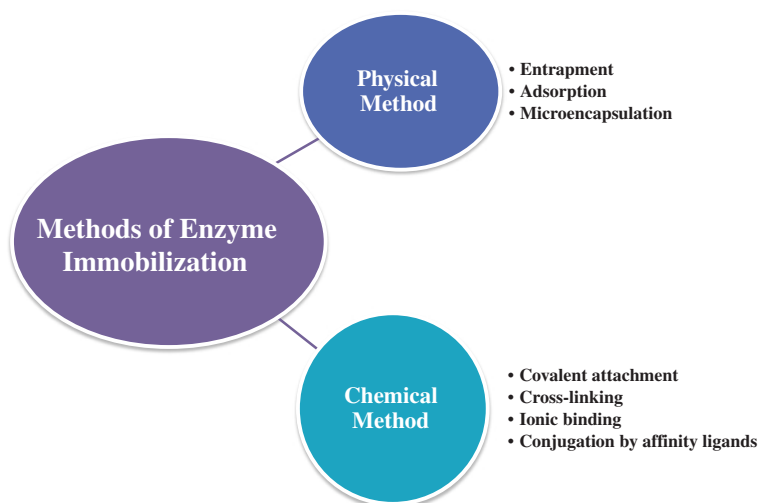 Physical
Method
• Entrapment
• Adsorption
• Microencapsulation
Methods of Enzyme
Immobilization
Chemical
Method
• Covalent attachment
• Cross-linking
• Ionic binding
• Conjugation by affinity ligands